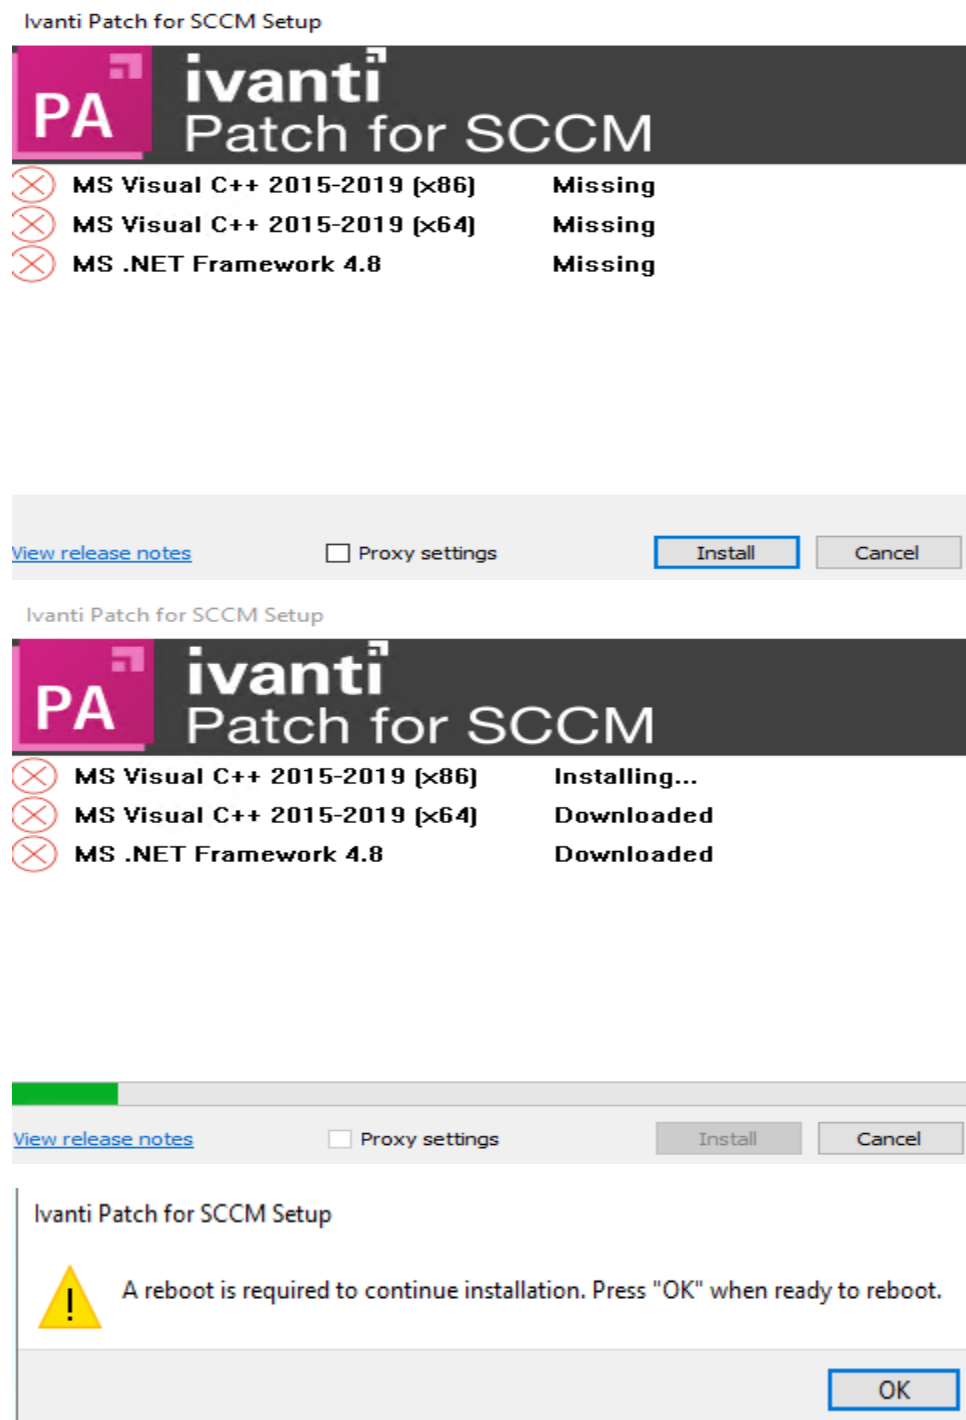 Ivanti Patch for SCCM Setup
PA ivanti
Patch for SCCM
MS Visual C++ 2015-2019 (x86) Missing
MS Visual C++ 2015-2019 (x64) Missing
MS .NET Framework 4.8 Missing
View release notes Proxy settings Install Cancel
Ivanti Patch for SCCM Setup
PA ivanti
Patch for SCCM
MS Visual C++ 2015-2019 (x86) Installing...
MS Visual C++ 2015-2019 (x64) Downloaded
MS .NET Framework 4.8 Downloaded
View release notes Proxy settings Install Cancel
Ivanti Patch for SCCM Setup
A reboot is required to continue installation. Press "OK" when ready to reboot.
OK